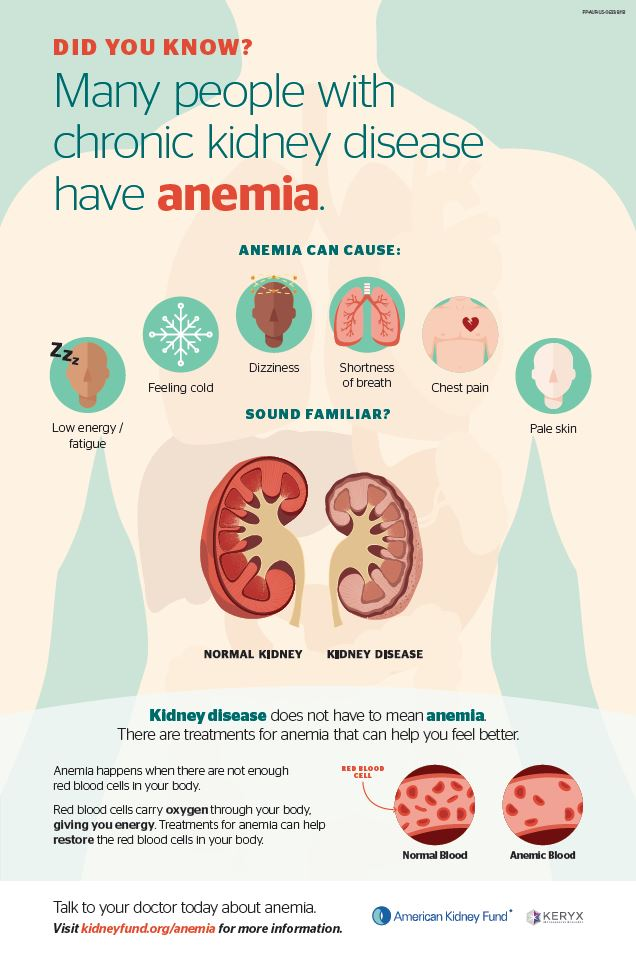 DID YOU KNOW?
Many people with
chronic kidney disease
have anemia.
ANEMIA CAN CAUSE:
Zzz
Low energy /
fatigue
Feeling cold
Dizziness
Shortness
of breath
Chest pain
Pale skin
SOUND FAMILIAR?
NORMAL KIDNEY
KIDNEY DISEASE
Kidney disease does not have to mean anemia.
There are treatments for anemia that can help you feel better.
Anemia happens when there are not enough
red blood cells in your body.
Red blood cells carry oxygen through your body,
giving you energy. Treatments for anemia can help
restore the red blood cells in your body.
RED BLOOD
CELL
Normal Blood
Anemic Blood
Talk to your doctor today about anemia.
Visit kidneyfund.org/anemia for more information.
American Kidney Fund
KERYX